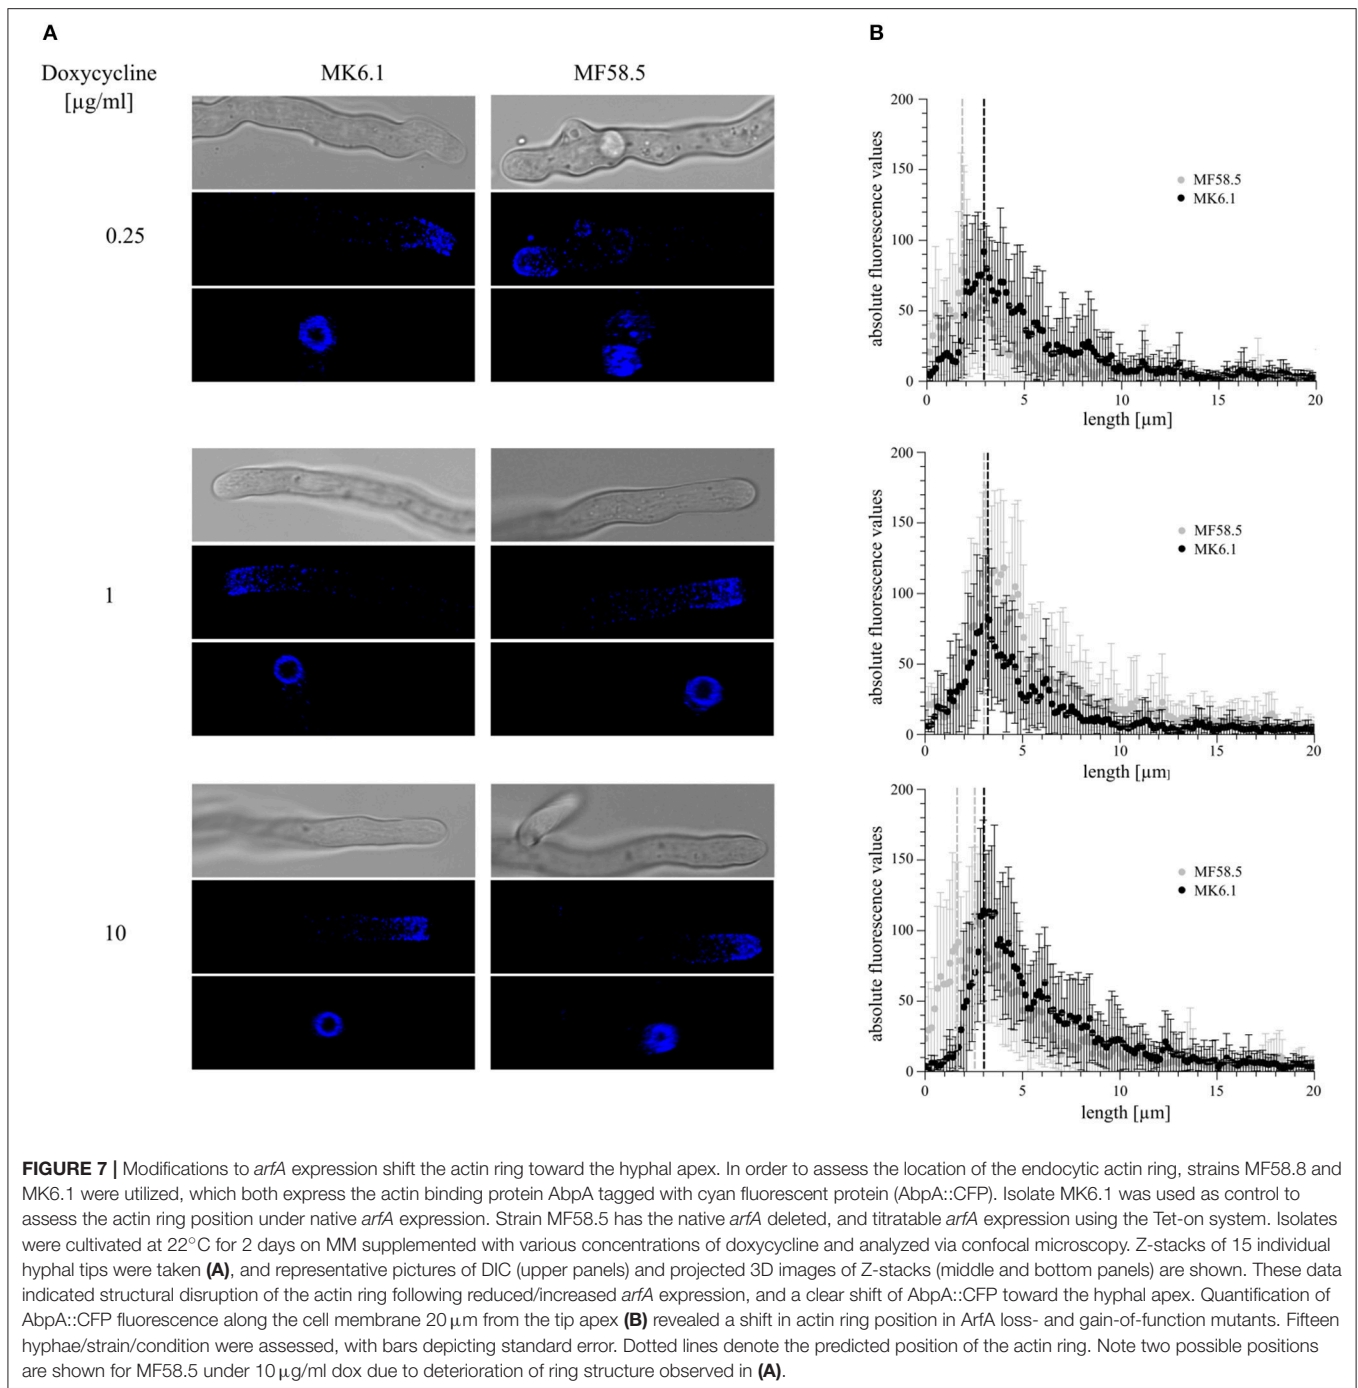 A
B
Doxycycline
[µg/ml]
MK6.1
MF58.5
0.25
1
10
200
150
100
50
0
absolute fluorescence values
MF58.5
MK6.1
0
5
10
15
20
length [µm]
200
150
100
50
0
absolute fluorescence values
MF58.5
MK6.1
0
5
10
15
20
length [µm]
200
150
100
50
0
absolute fluorescence values
MF58.5
MK6.1
0
5
10
15
20
length [µm]
FIGURE 7 | Modifications to arfA expression shift the actin ring toward the hyphal apex. In order to assess the location of the endocytic actin ring, strains MF58.8 and
MK6.1 were utilized, which both express the actin binding protein AbpA tagged with cyan fluorescent protein (AbpA::CFP). Isolate MK6.1 was used as control to
assess the actin ring position under native arfA expression. Strain MF58.5 has the native arfA deleted, and titratable arfA expression using the Tet-on system. Isolates
were cultivated at 22°C for 2 days on MM supplemented with various concentrations of doxycycline and analyzed via confocal microscopy. Z-stacks of 15 individual
hyphal tips were taken (A), and representative pictures of DIC (upper panels) and projected 3D images of Z-stacks (middle and bottom panels) are shown. These data
indicated structural disruption of the actin ring following reduced/increased arfA expression, and a clear shift of AbpA::CFP toward the hyphal apex. Quantification of
AbpA::CFP fluorescence along the cell membrane 20 µm from the tip apex (B) revealed a shift in actin ring position in ArfA loss- and gain-of-function mutants. Fifteen
hyphae/strain/condition were assessed, with bars depicting standard error. Dotted lines denote the predicted position of the actin ring. Note two possible positions
are shown for MF58.5 under 10 µg/ml dox due to deterioration of ring structure observed in (A).